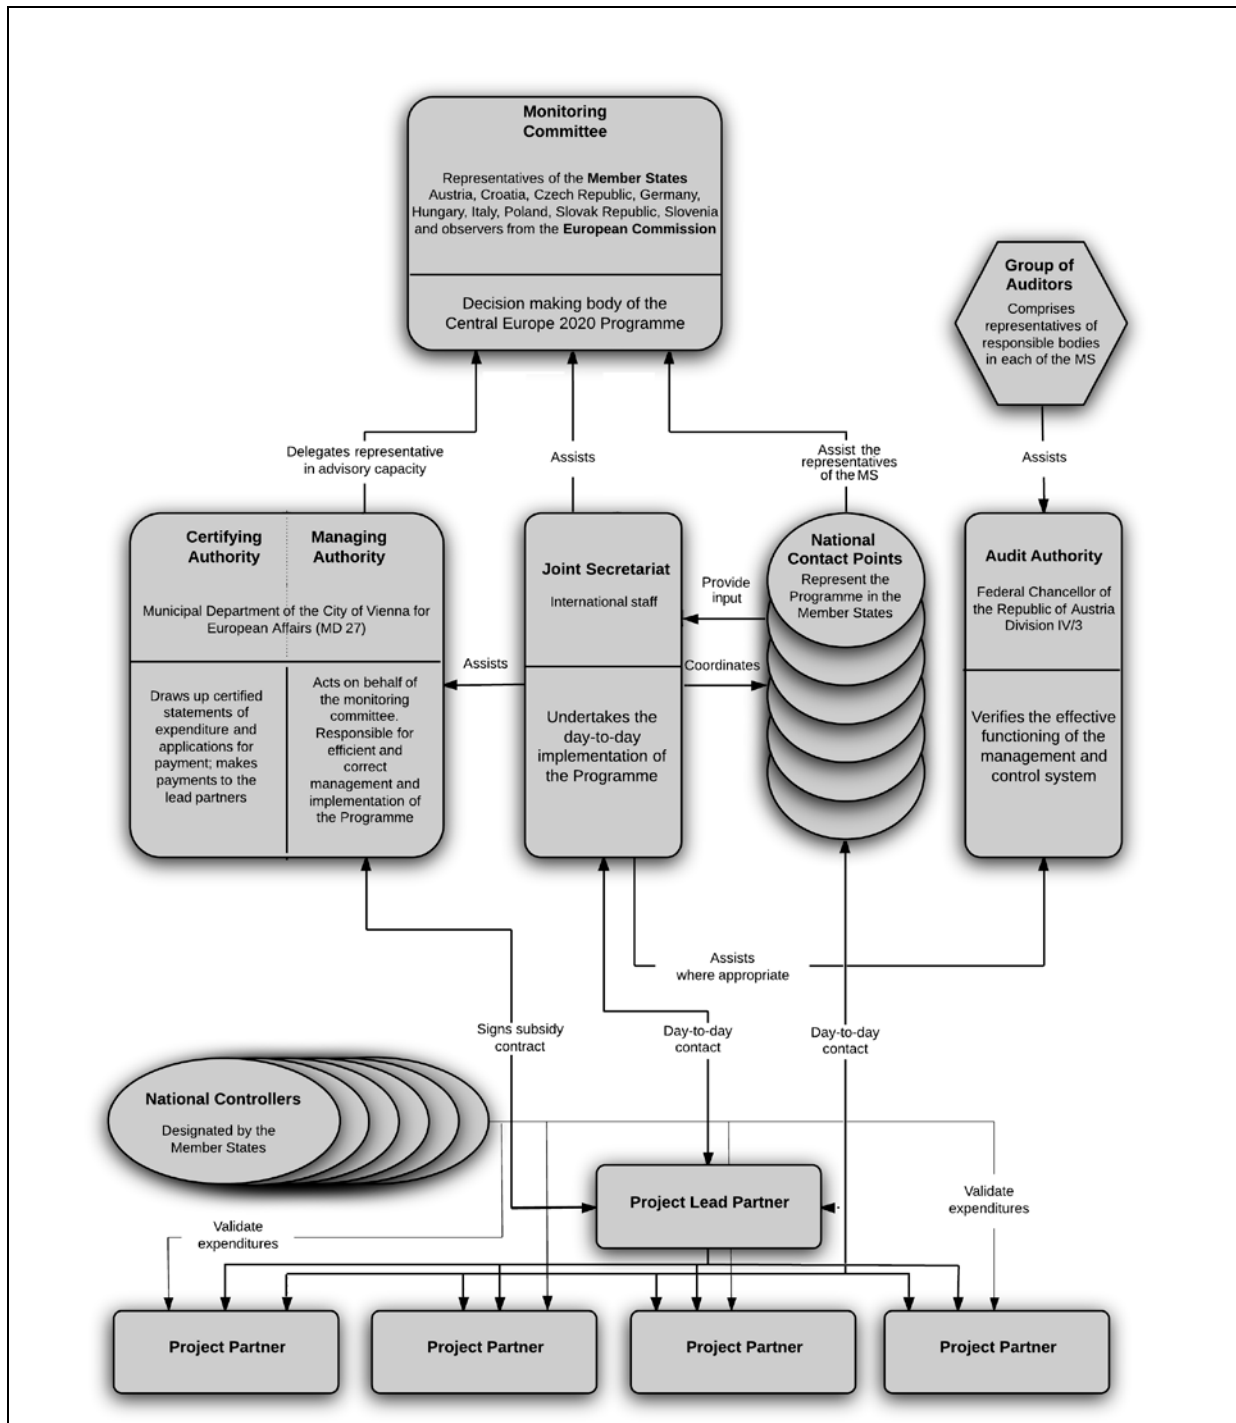 Monitoring
Committee
Representatives of the Member States
Austria, Croatia, Czech Republic, Germany,
Hungary, Italy, Poland, Slovak Republic, Slovenia
and observers from the European Commission
Decision making body of the
Central Europe 2020 Programme
Group of
Auditors
Comprises
representatives of
responsible bodies
in each of the MS
Delegates representative
in advisory capacity
Assists
Assist the
representatives
of the MS
Assists
Certifying
Authority
Managing
Authority
Municipal Department of the City of Vienna for
European Affairs (MD 27)
Draws up certified
statements of
expenditure and
applications for
payment; makes
payments to the
lead partners
Acts on behalf of
the monitoring
committee.
Responsible for
efficient and
correct
management and
implementation of
the Programme
Assists
Joint Secretariat
International staff
Undertakes the
day-to-day
implementation of
the Programme
Provide
input
Coordinates
National
Contact Points
Represent the
Programme in the
Member States
Audit Authority
Federal Chancellor of
the Republic of Austria
Division IV/3
Verifies the effective
functioning of the
management and
control system
Assists
where appropriate
Signs subsidy
contract
Day-to-day
contact
Day-to-day
contact
National Controllers
Designated by the
Member States
Project Lead Partner
Validate
expenditures
Validate
expenditures
Project Partner
Project Partner
Project Partner
Project Partner